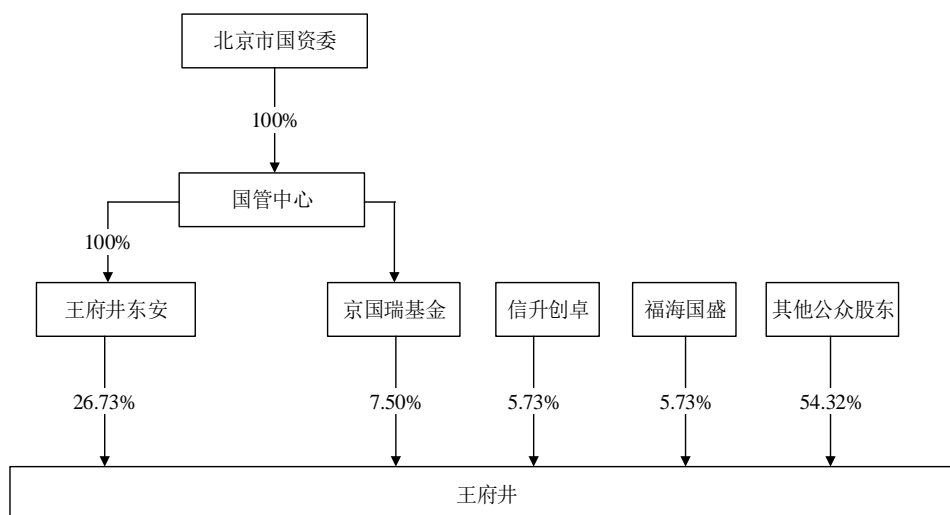 北京市国资委
100%
国管中心
100%
王府井东安
京国瑞基金
信升创卓
福海国盛
其他公众股东
26.73%
7.50%
5.73%
5.73%
54.32%
王府井